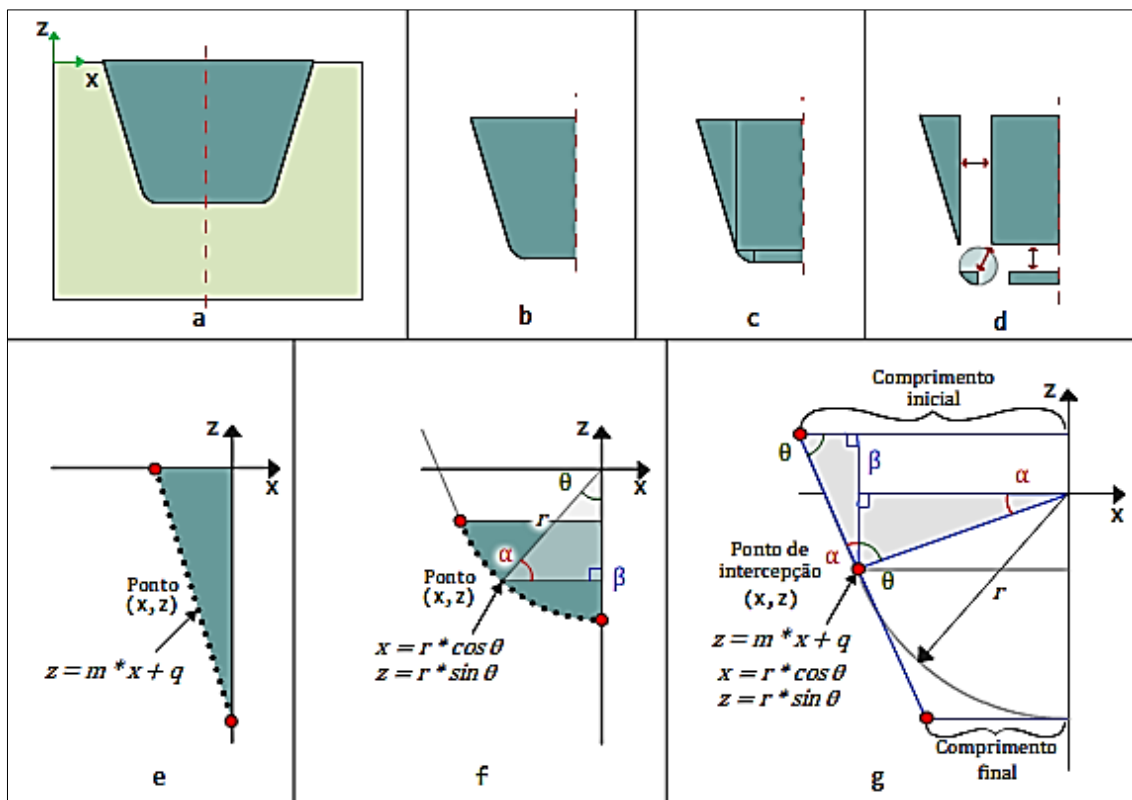 z
x
a
b
c
d
z
x
Ponto
(x,z)
z = m * x + q
e
z
x
θ
r
α
β
Ponto
(x,z)
x = r * cos θ
z = r * sin θ
f
Comprimento
inicial
z
θ
β
α
x
α
θ
Ponto de
intercepção
(x,z)
r
z = m * x + q
x = r * cos θ
z = r * sin θ
Comprimento
final
g